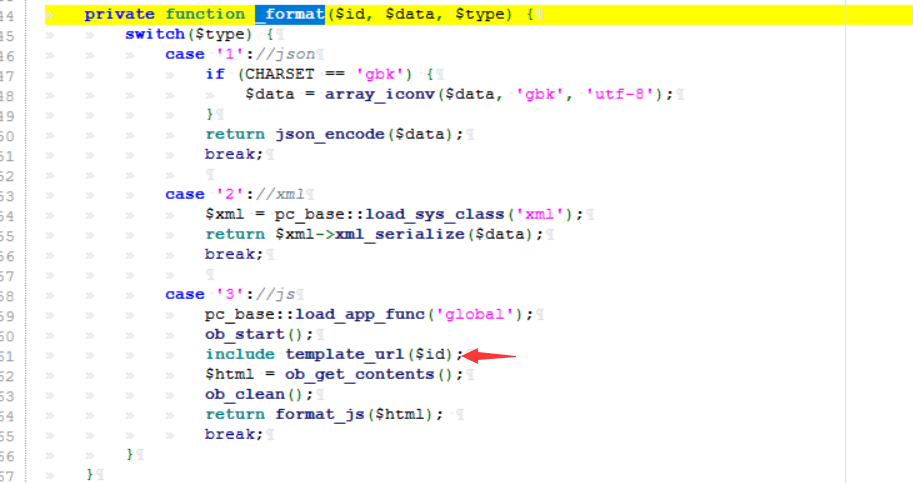 44 private function _format($id, $data, $type) {
45 switch($type) {
46 case '1'://json
47 if (CHARSET == 'gbk') {
48 $data = array_iconv($data, 'gbk', 'utf-8');
49 }
50 return json_encode($data);
51 break;
52
53 case '2'://xml
54 $xml = pc_base::load_sys_class('xml');
55 return $xml->xml_serialize($data);
56 break;
57
58 case '3'://js
59 pc_base::load_app_func('global');
60 ob_start();
61 include template_url($id);
62 $html = ob_get_contents();
63 ob_clean();
64 return format_js($html);
65 break;
66 }
67 }